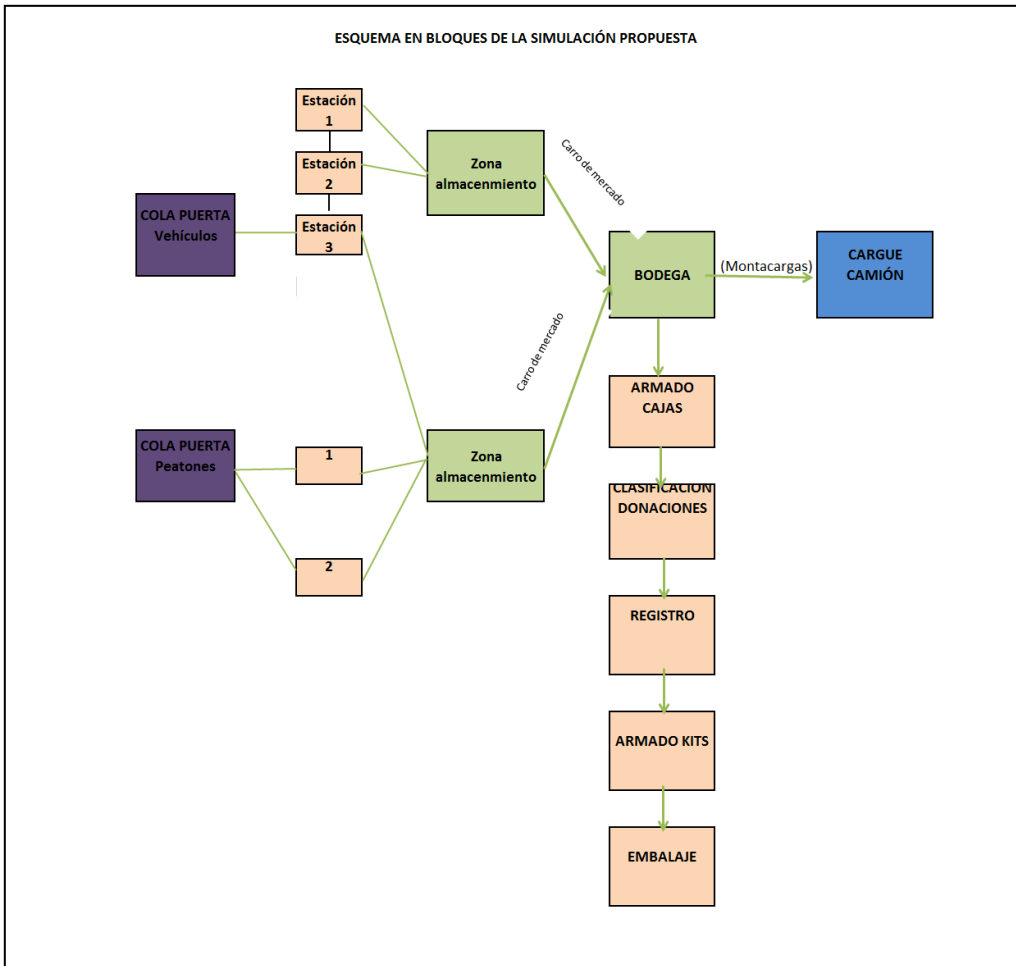 ESQUEMA EN BLOQUES DE LA SIMULACIÓN PROPUESTA
Estación
1
Estación
2
Estación
3
COLA PUERTA
Vehículos
Zona
almacenmiento
Carro de mercado
BODEGA
(Montacargas)
CARGUE
CAMIÓN
Carro de mercado
ARMADO
CAJAS
COLA PUERTA
Peatones
1
2
Zona
almacenmiento
CLASIFICACIÓN
DONACIONES
REGISTRO
ARMADO KITS
EMBALAJE